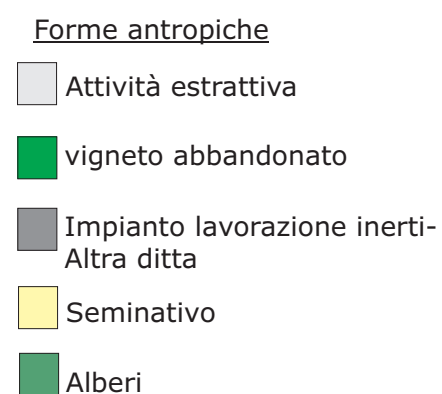 Forme antropiche
Attività estrattiva
vigneto abbandonato
Impianto lavorazione inerti-
Altra ditta
Seminativo
Alberi